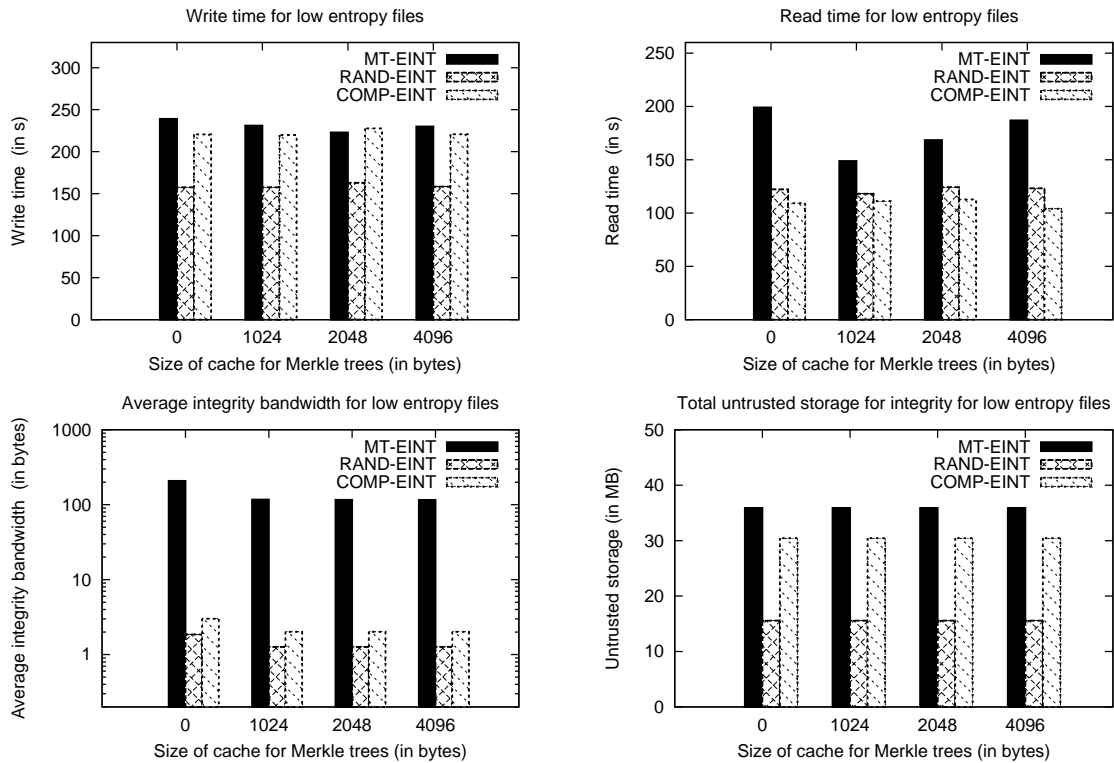 Write time for low entropy files
Write time (in s)
300
250
200
150
100
50
0
MT-EINT
RAND-EINT
COMP-EINT
0 1024 2048 4096
Size of cache for Merkle trees (in bytes)
Read time for low entropy files
Read time (in s)
250
200
150
100
50
0
MT-EINT
RAND-EINT
COMP-EINT
0 1024 2048 4096
Size of cache for Merkle trees (in bytes)
Average integrity bandwidth for low entropy files
Average integrity bandwidth (in bytes)
1000
100
10
1
MT-EINT
RAND-EINT
COMP-EINT
0 1024 2048 4096
Size of cache for Merkle trees (in bytes)
Total untrusted storage for integrity for low entropy files
Untrusted storage (in MB)
50
40
30
20
10
0
MT-EINT
RAND-EINT
COMP-EINT
0 1024 2048 4096
Size of cache for Merkle trees (in bytes)